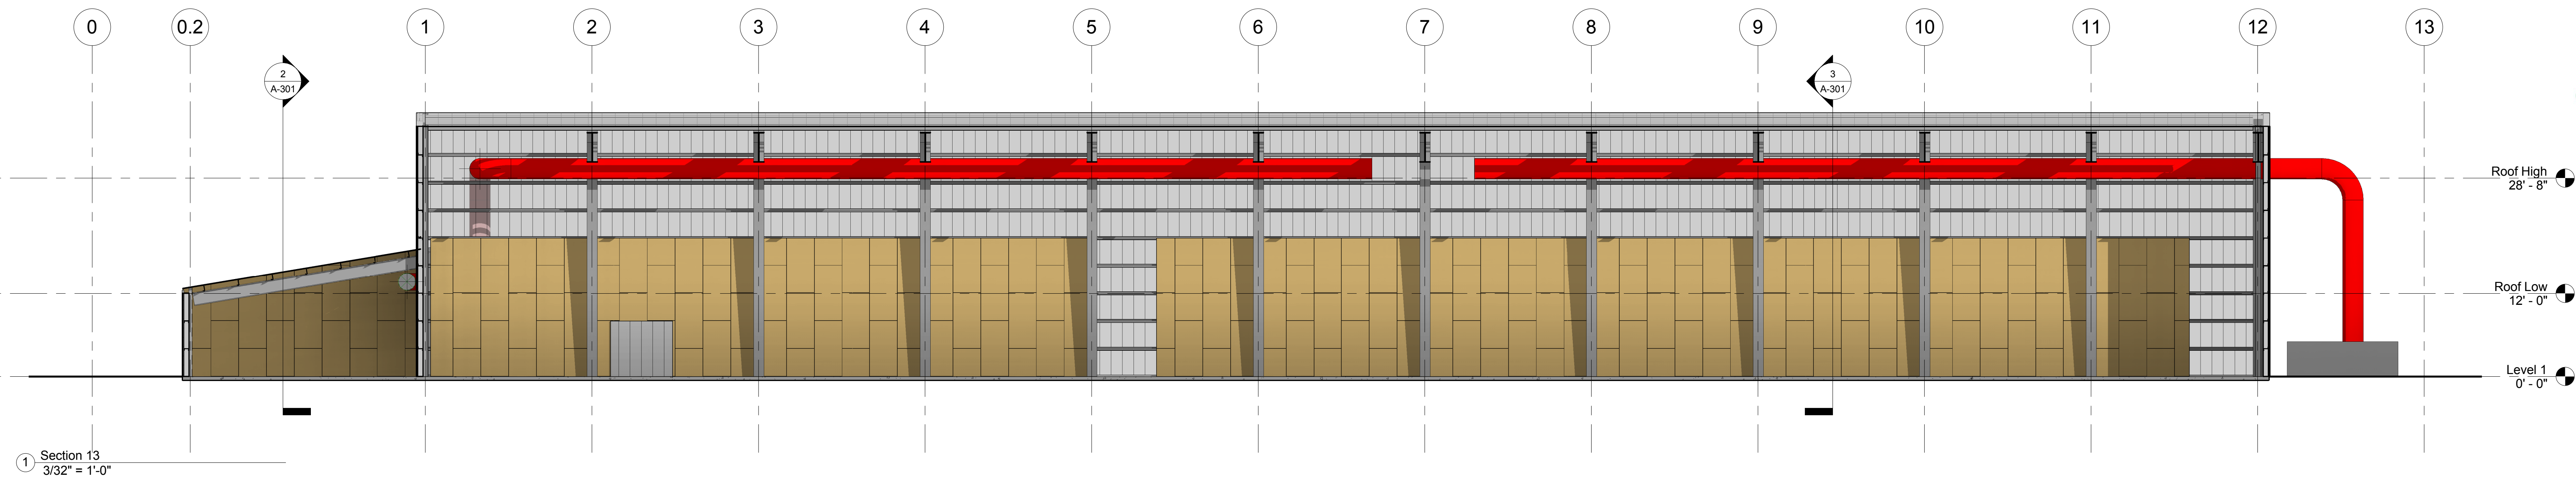 0 0.2 1 2 3 4 5 6 7 8 9 10 11 12 13
2
A-301
3
A-301
Roof High
28' - 8"
Roof Low
12' - 0"
Level 1
0' - 0"
1 Section 13
3/32" = 1'-0"